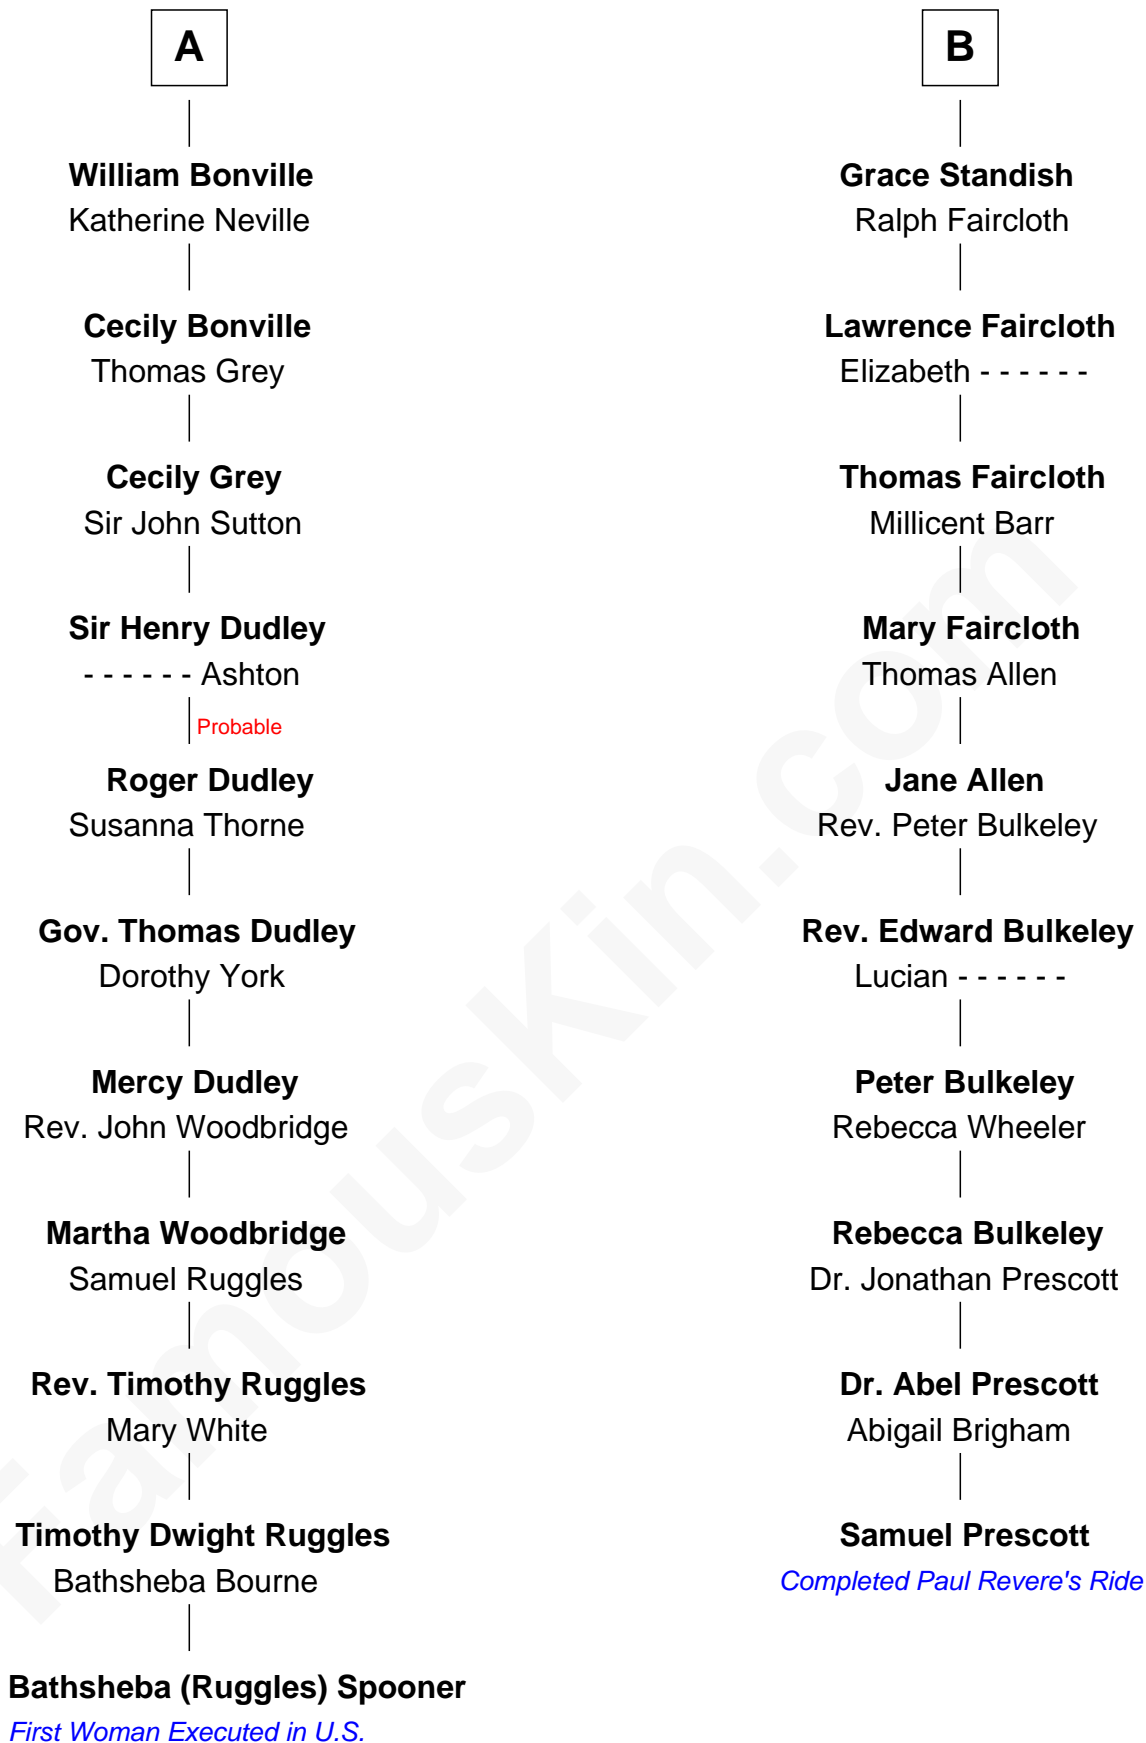 A
William Bonville
Katherine Neville
Cecily Bonville
Thomas Grey
Cecily Grey
Sir John Sutton
Sir Henry Dudley
- - - - - - Ashton
Probable
Roger Dudley
Susanna Thorne
Gov. Thomas Dudley
Dorothy York
Mercy Dudley
Rev. John Woodbridge
Martha Woodbridge
Samuel Ruggles
Rev. Timothy Ruggles
Mary White
Timothy Dwight Ruggles
Bathsheba Bourne
Bathsheba (Ruggles) Spooner
First Woman Executed in U.S.
B
Grace Standish
Ralph Faircloth
Lawrence Faircloth
Elizabeth - - - - - -
Thomas Faircloth
Millicent Barr
Mary Faircloth
Thomas Allen
Jane Allen
Rev. Peter Bulkeley
Rev. Edward Bulkeley
Lucian - - - - - -
Peter Bulkeley
Rebecca Wheeler
Rebecca Bulkeley
Dr. Jonathan Prescott
Dr. Abel Prescott
Abigail Brigham
Samuel Prescott
Completed Paul Revere's Ride
FamousKin.com